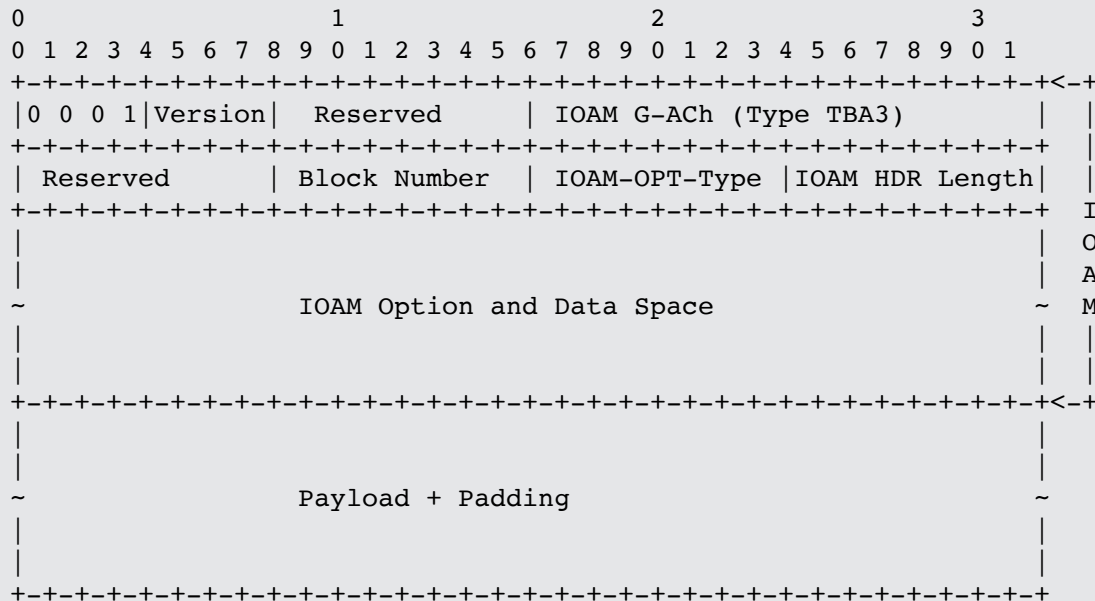 0                   1                   2                   3
0 1 2 3 4 5 6 7 8 9 0 1 2 3 4 5 6 7 8 9 0 1 2 3 4 5 6 7 8 9 0 1
+-+-+-+-+-+-+-+-+-+-+-+-+-+-+-+-+-+-+-+-+-+-+-+-+-+-+-+-+-+-+-+-+<-+
|0 0 0 1|Version|  Reserved     | IOAM G-ACh (Type TBA3)        |  |
+-+-+-+-+-+-+-+-+-+-+-+-+-+-+-+-+-+-+-+-+-+-+-+-+-+-+-+-+-+-+-+-+  |
| Reserved      | Block Number  | IOAM-OPT-Type |IOAM HDR Length|  |
+-+-+-+-+-+-+-+-+-+-+-+-+-+-+-+-+-+-+-+-+-+-+-+-+-+-+-+-+-+-+-+-+  I
|                                                               |  O
|                                                               |  A
~                 IOAM Option and Data Space                    ~  M
|                                                               |  |
|                                                               |  |
+-+-+-+-+-+-+-+-+-+-+-+-+-+-+-+-+-+-+-+-+-+-+-+-+-+-+-+-+-+-+-+-+<-+
|                                                               |
|                                                               |
~                 Payload + Padding                             ~
|                                                               |
|                                                               |
+-+-+-+-+-+-+-+-+-+-+-+-+-+-+-+-+-+-+-+-+-+-+-+-+-+-+-+-+-+-+-+-+